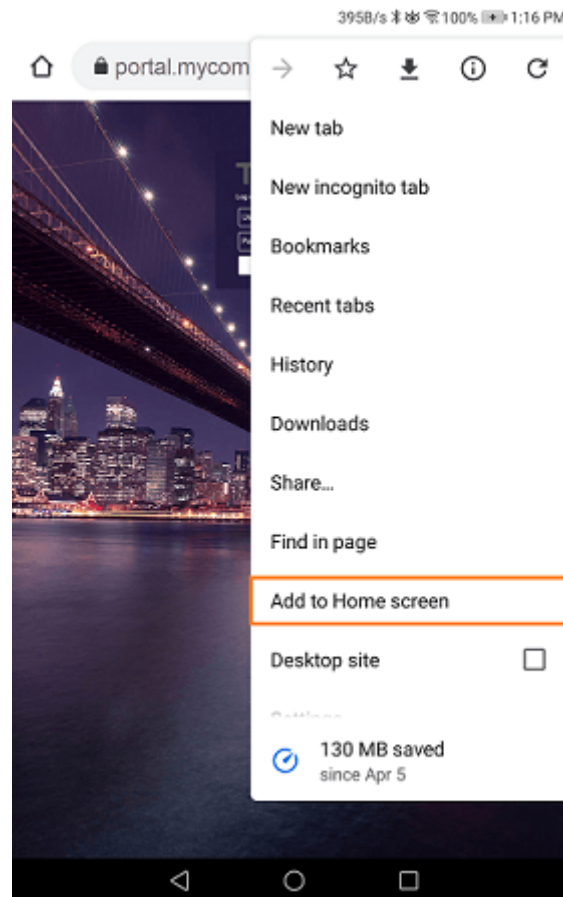 395B/s 100% 1:16 PM
portal.mycom
New tab
New incognito tab
Bookmarks
Recent tabs
History
Downloads
Share...
Find in page
Add to Home screen
Desktop site
Settings
130 MB saved
since Apr 5